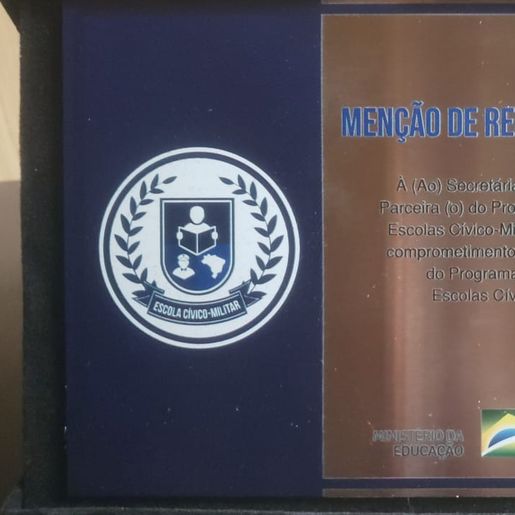 MENÇÃO DE RE
À (Ao) Secretária
Parceira (o) do Pro
Escolas Cívico-Mi
comprometimento
do Programa
Escolas Cív
ESCOLA CÍVICO-MILITAR
MINISTÉRIO DA
EDUCAÇÃO